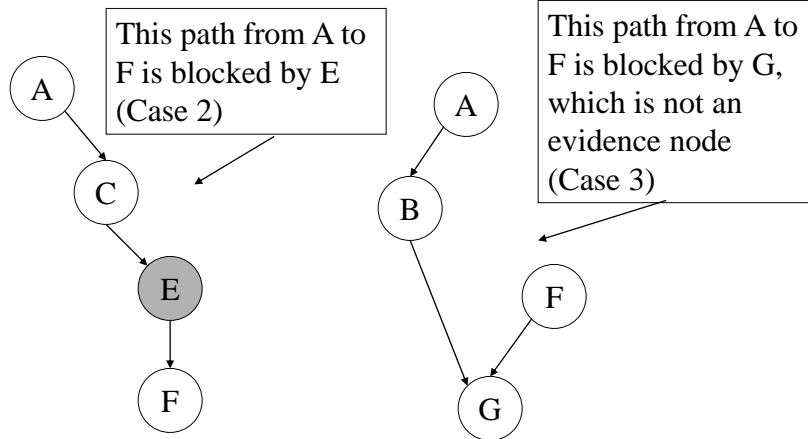 This path from A to
F is blocked by E
(Case 2)
A
C
E
F
This path from A to
F is blocked by G,
which is not an
evidence node
(Case 3)
A
B
F
G